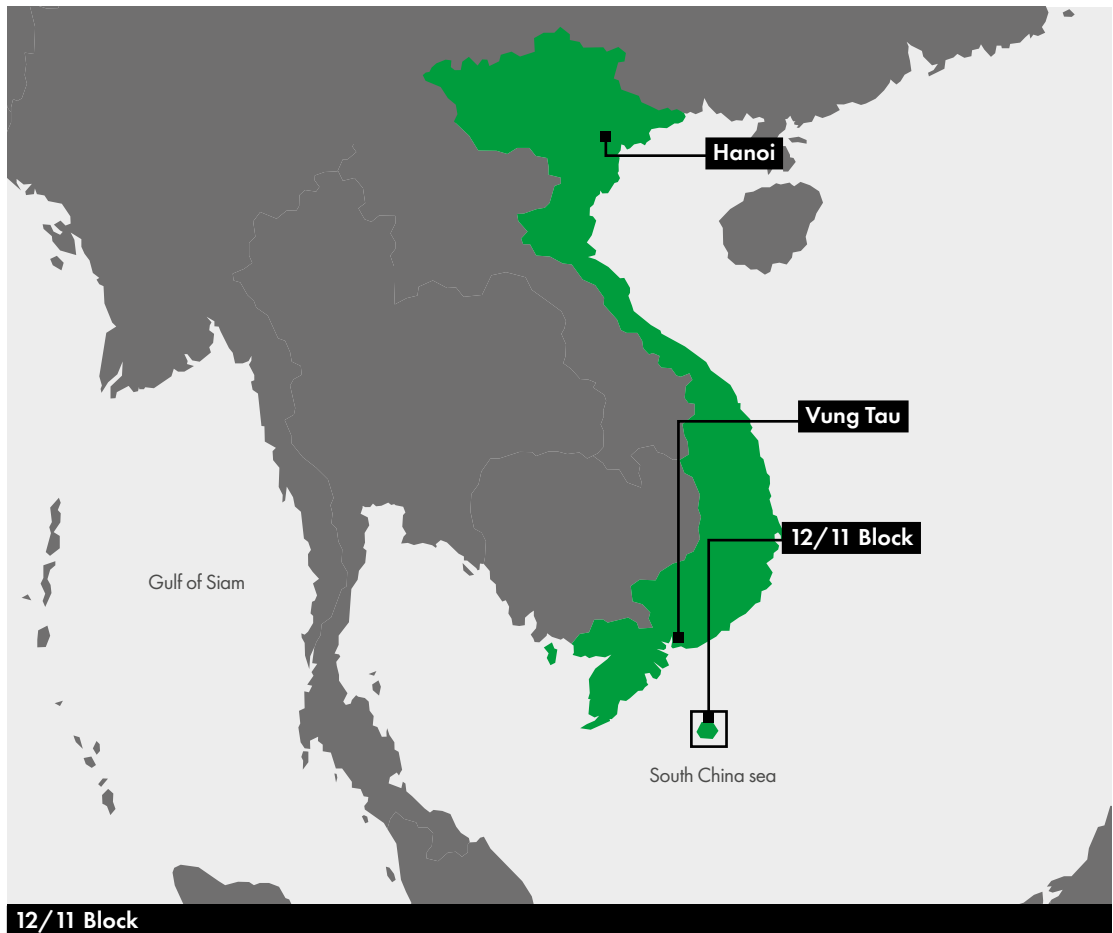 Hanoi
Vung Tau
12/11 Block
Gulf of Siam
South China sea
12/11 Block